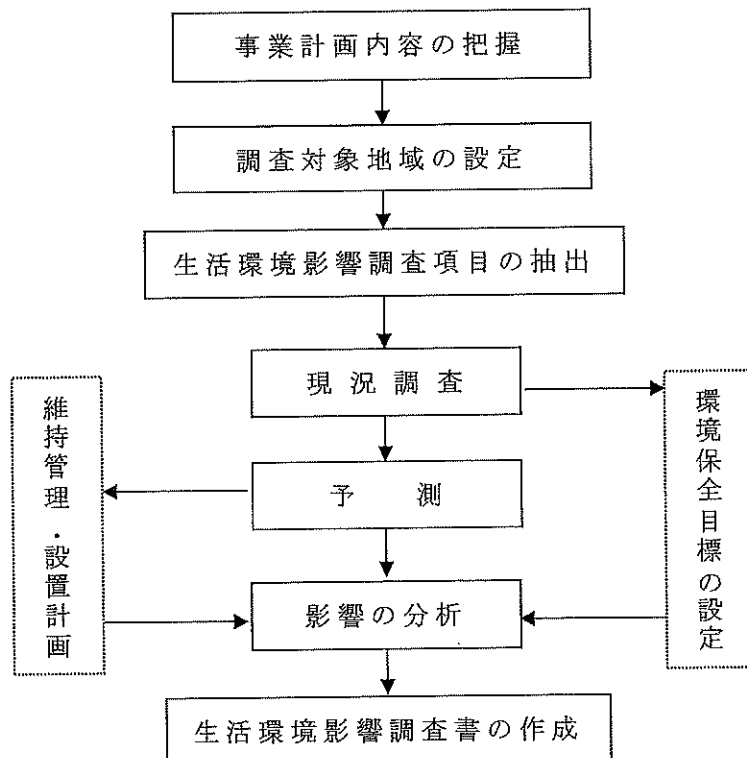 事業計画内容の把握
調査対象地域の設定
生活環境影響調査項目の抽出
現況調査
維持管理・設置計画
環境保全目標の設定
予測
影響の分析
生活環境影響調査書の作成